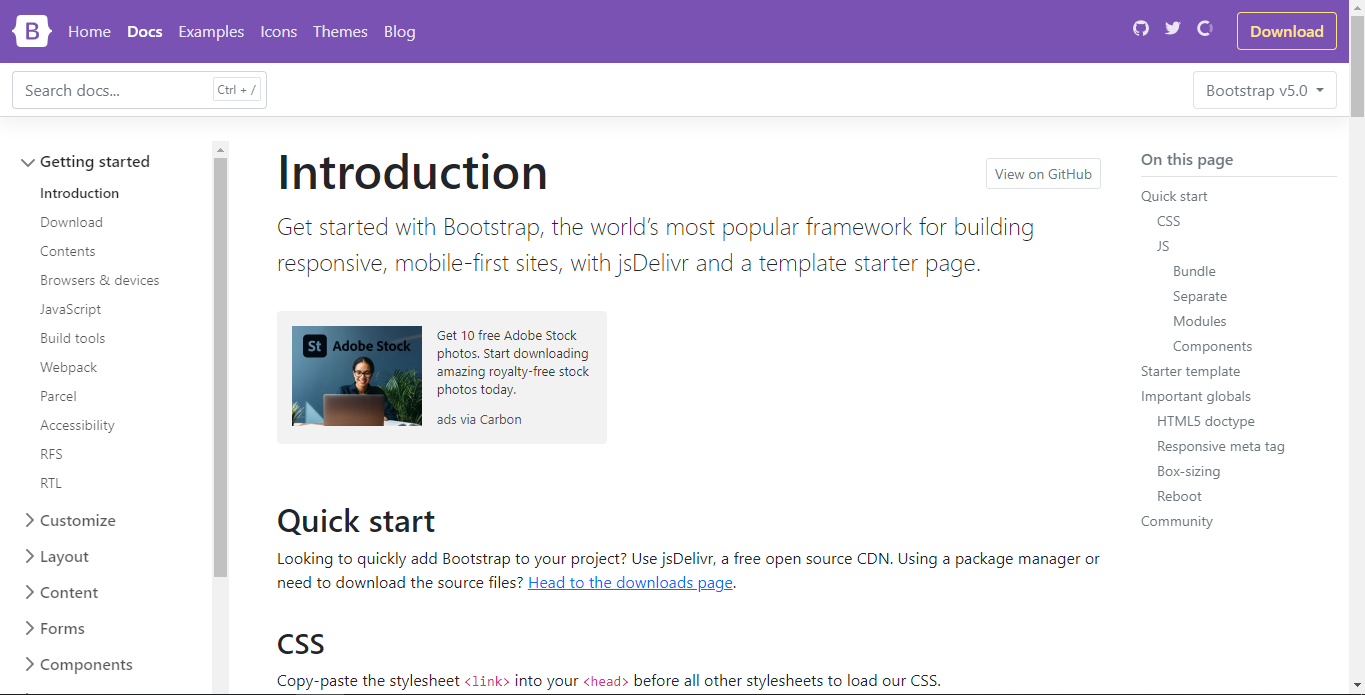 B Home Docs Examples Icons Themes Blog Download
Search docs... Ctrl + / Bootstrap v5.0
Getting started
Introduction
Download
Contents
Browsers & devices
JavaScript
Build tools
Webpack
Parcel
Accessibility
RFS
RTL
Customize
Layout
Content
Forms
Components
Introduction
View on GitHub
Get started with Bootstrap, the world’s most popular framework for building
responsive, mobile-first sites, with jsDelivr and a template starter page.
St Adobe Stock
Get 10 free Adobe Stock
photos. Start downloading
amazing royalty-free stock
photos today.
ads via Carbon
Quick start
Looking to quickly add Bootstrap to your project? Use jsDelivr, a free open source CDN. Using a package manager or
need to download the source files? Head to the downloads page.
CSS
Copy-paste the stylesheet <link> into your <head> before all other stylesheets to load our CSS.
On this page
Quick start
CSS
JS
Bundle
Separate
Modules
Components
Starter template
Important globals
HTML5 doctype
Responsive meta tag
Box-sizing
Reboot
Community